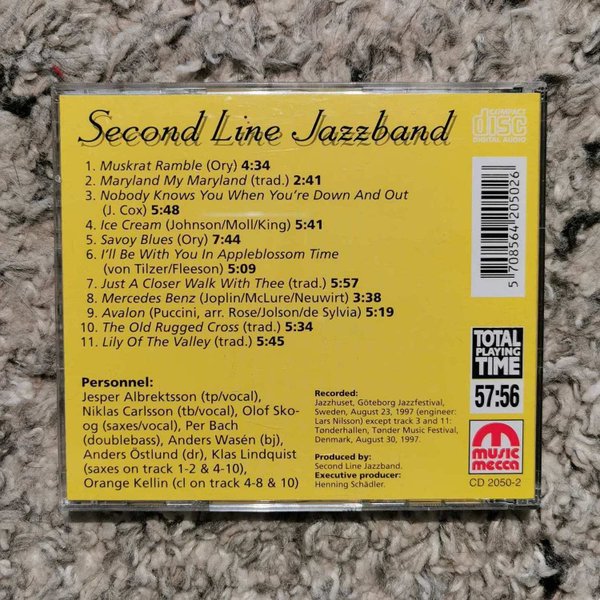 Second Line Jazzband
COMPACT
disc
DIGITAL AUDIO
1. Muskrat Ramble (Ory) 4:34
2. Maryland My Maryland (trad.) 2:41
3. Nobody Knows You When You're Down And Out
(J. Cox) 5:48
4. Ice Cream (Johnson/Moll/King) 5:41
5. Savoy Blues (Ory) 7:44
6. I'll Be With You In Appleblossom Time
(von Tilzer/Fleeson) 5:09
7. Just A Closer Walk With Thee (trad.) 5:57
8. Mercedes Benz (Joplin/McLure/Neuwirt) 3:38
9. Avalon (Puccini, arr. Rose/Jolson/de Sylvia) 5:19
10. The Old Rugged Cross (trad.) 5:34
11. Lily Of The Valley (trad.) 5:45
5 708564 205026
TOTAL
PLAYING
TIME
57:56
Personnel:
Jesper Albrektsson (tp/vocal),
Niklas Carlsson (tb/vocal), Olof Sko-
og (saxes/vocal), Per Bach
(doublebass), Anders Wasén (bj),
Anders Östlund (dr), Klas Lindquist
(saxes on track 1-2 & 4-10),
Orange Kellin (cl on track 4-8 & 10)
Recorded:
Jazzhuset, Göteborg Jazzfestival,
Sweden, August 23, 1997 (engineer:
Lars Nilsson) except track 3 and 11:
Tønderhallen, Tønder Music Festival,
Denmark, August 30, 1997.
Produced by:
Second Line Jazzband.
Executive producer:
Henning Schädler.
music
mecca
CD 2050-2